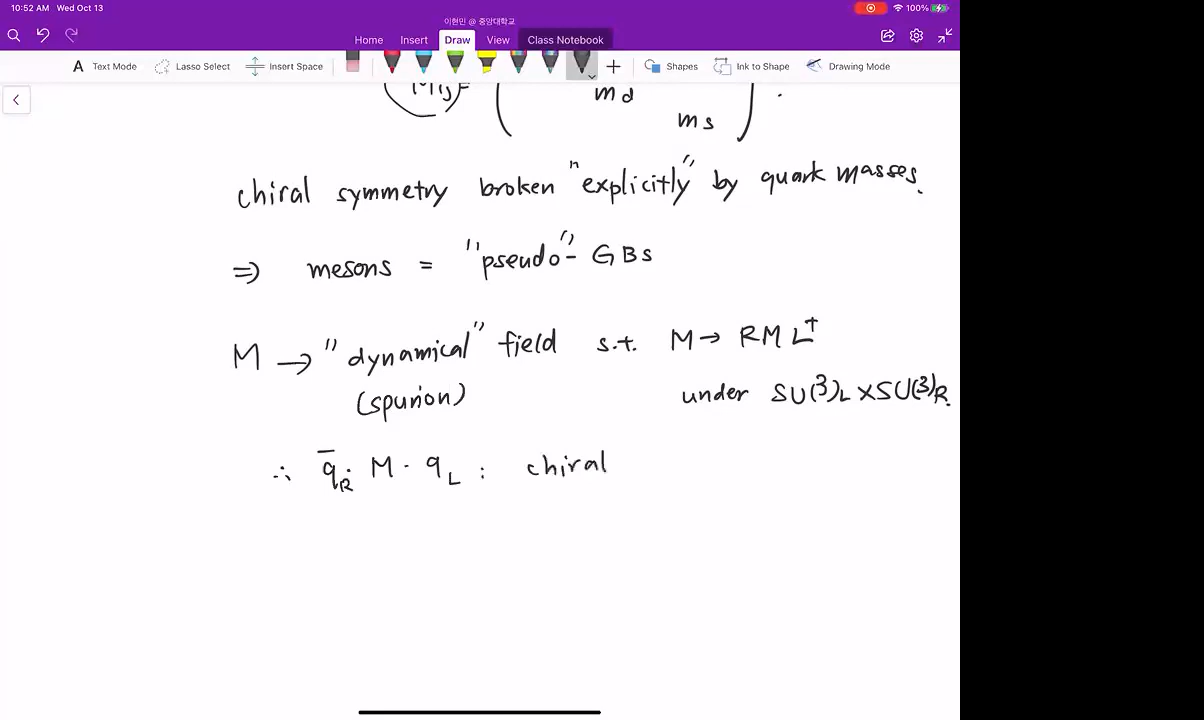 10:52 AM Wed Oct 13
100%
이현민 @ 중앙대학교
Home Insert Draw View Class Notebook
A Text Mode Lasso Select Insert Space Shapes Ink to Shape Drawing Mode
Mij = ( md
ms ) .
chiral symmetry broken "explicitly" by quark masses.
⇒ mesons = "pseudo"- GBs
M → "dynamical" field s.t. M → R M L†
(spurion) under SU(3)L × SU(3)R.
∴ q̄R · M · qL : chiral